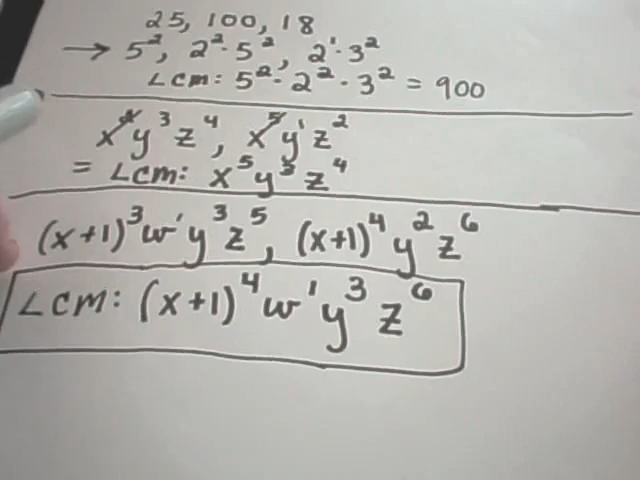 25, 100, 18
→ 5², 2²·5², 2¹·3²
LCM: 5²·2²·3² = 900
x⁴y³z⁴, x⁵y¹z²
= LCM: x⁵y³z⁴
(x+1)³w¹y³z⁵, (x+1)⁴y²z⁶
LCM: (x+1)⁴w¹y³z⁶